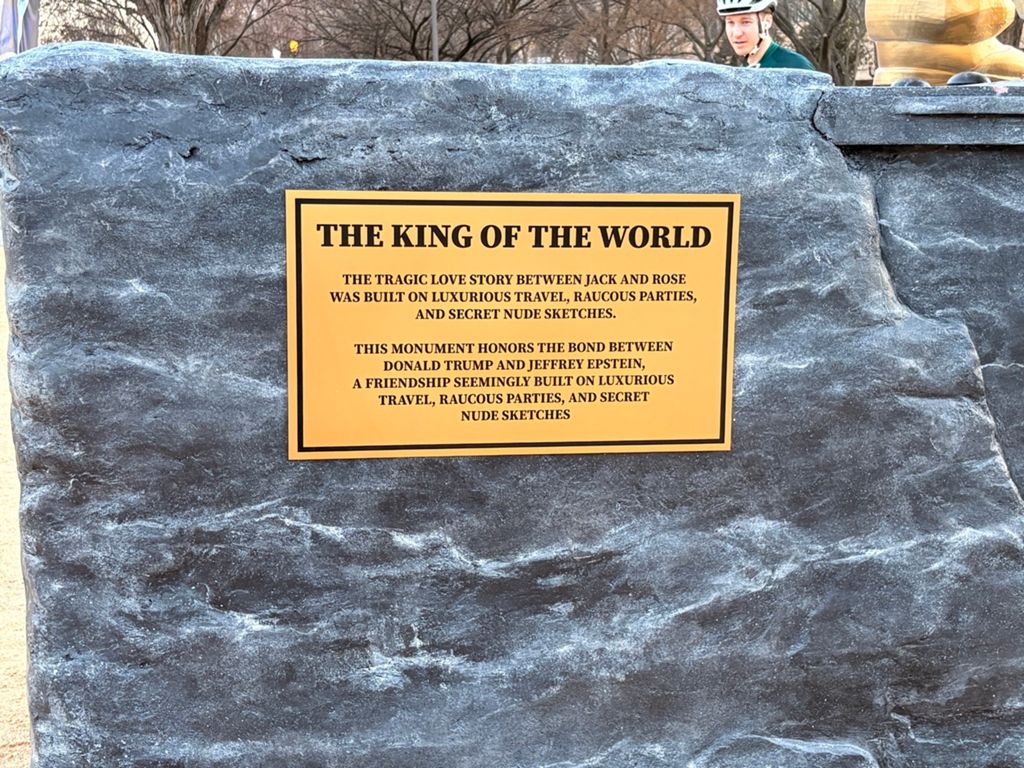 THE KING OF THE WORLD
THE TRAGIC LOVE STORY BETWEEN JACK AND ROSE
WAS BUILT ON LUXURIOUS TRAVEL, RAUCOUS PARTIES,
AND SECRET NUDE SKETCHES.
THIS MONUMENT HONORS THE BOND BETWEEN
DONALD TRUMP AND JEFFREY EPSTEIN,
A FRIENDSHIP SEEMINGLY BUILT ON LUXURIOUS
TRAVEL, RAUCOUS PARTIES, AND SECRET
NUDE SKETCHES